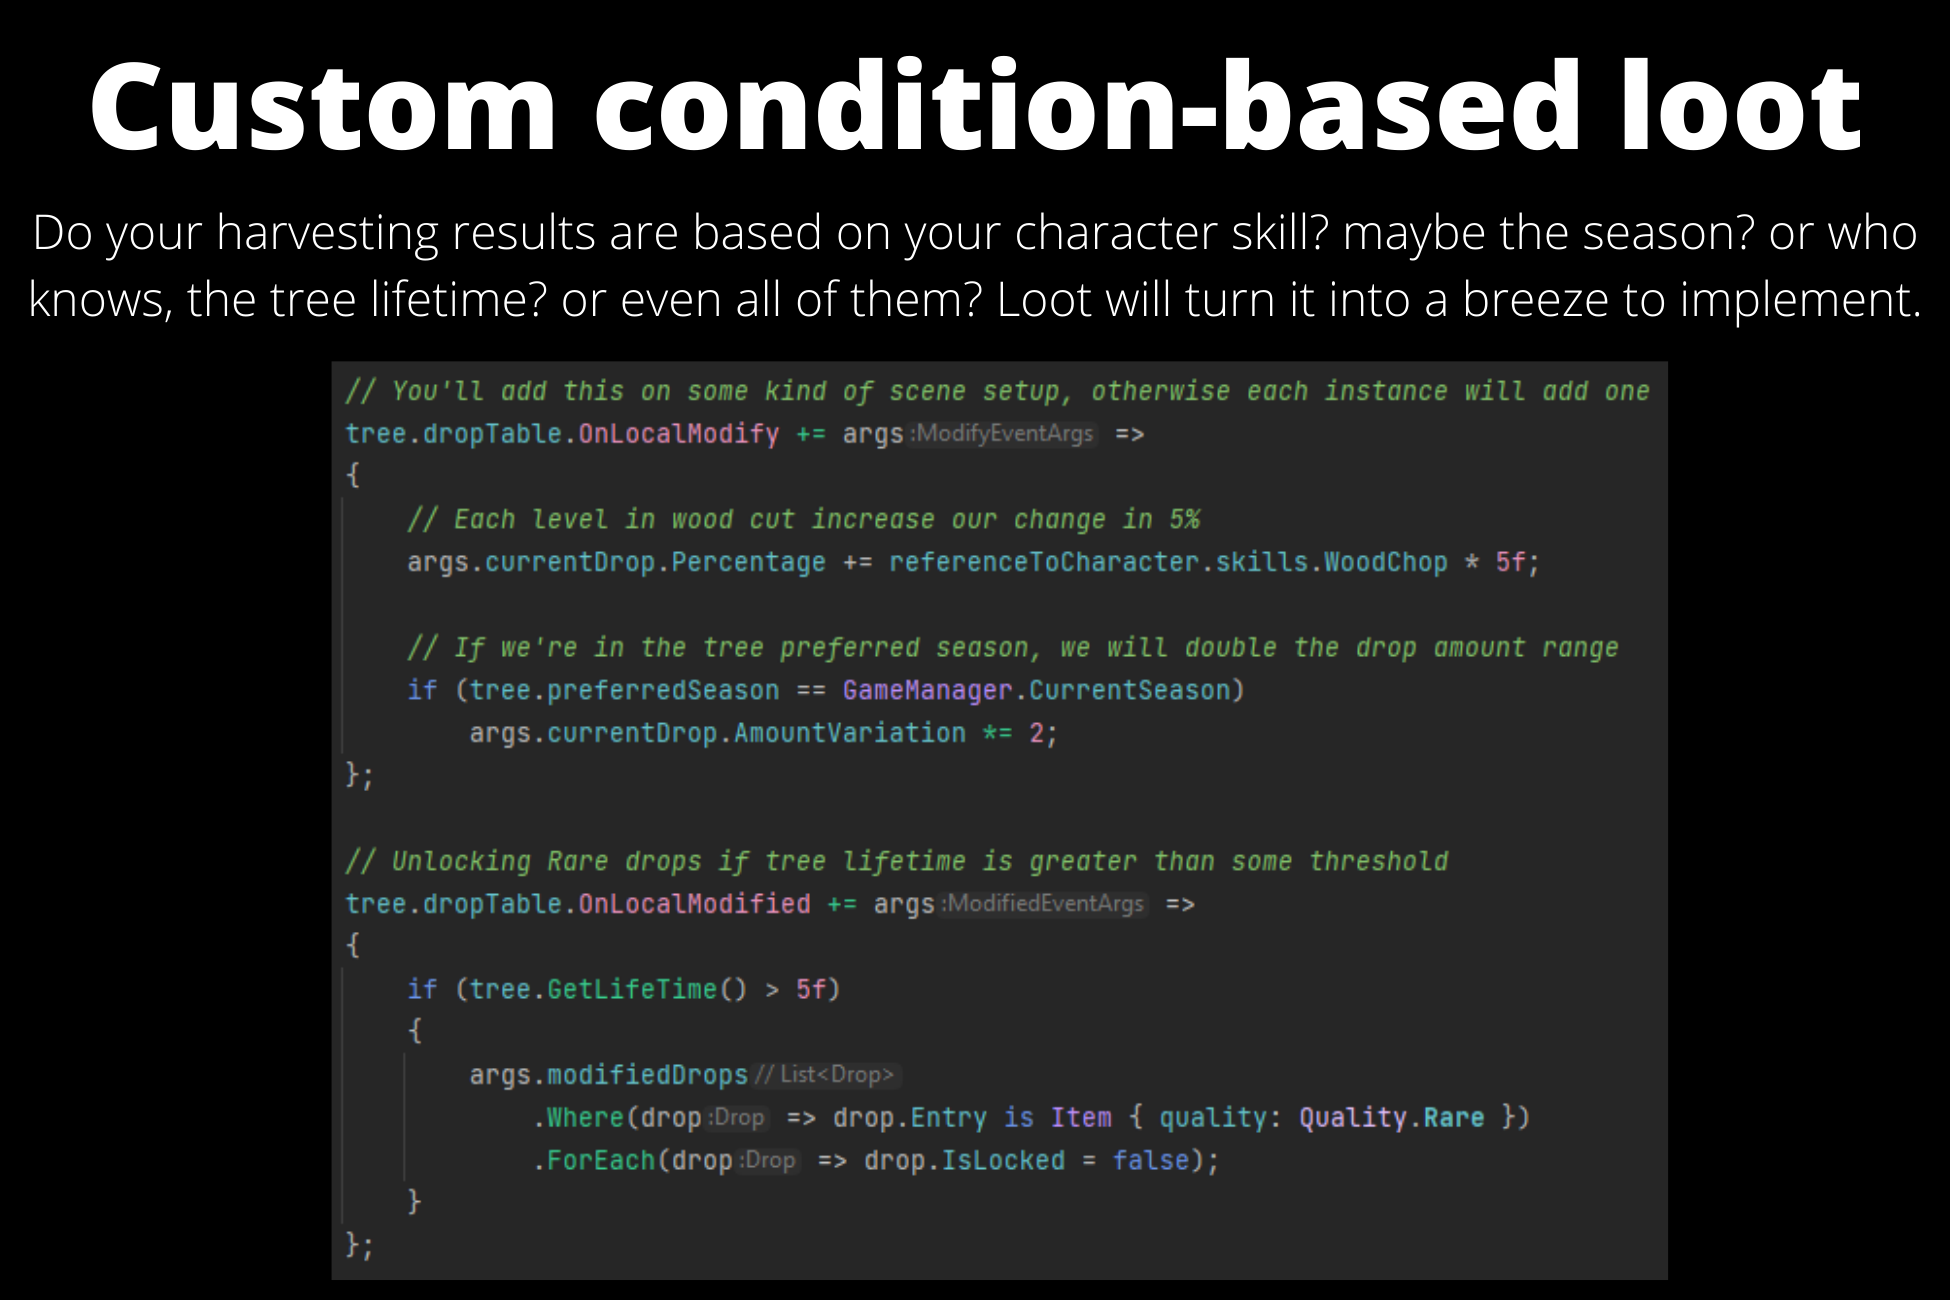 Custom condition-based loot
Do your harvesting results are based on your character skill? maybe the season? or who
knows, the tree lifetime? or even all of them? Loot will turn it into a breeze to implement.
// You'll add this on some kind of scene setup, otherwise each instance will add one
tree.dropTable.OnLocalModify += args :ModifyEventArgs =>
{
// Each level in wood cut increase our change in 5%
args.currentDrop.Percentage += referenceToCharacter.skills.WoodChop * 5f;
// If we're in the tree preferred season, we will double the drop amount range
if (tree.preferredSeason == GameManager.CurrentSeason)
args.currentDrop.AmountVariation *= 2;
};
// Unlocking Rare drops if tree lifetime is greater than some threshold
tree.dropTable.OnLocalModified += args :ModifiedEventArgs =>
{
if (tree.GetLifeTime() > 5f)
{
args.modifiedDrops // List<Drop>
.Where(drop :Drop => drop.Entry is Item { quality: Quality.Rare })
.ForEach(drop :Drop => drop.IsLocked = false);
}
};